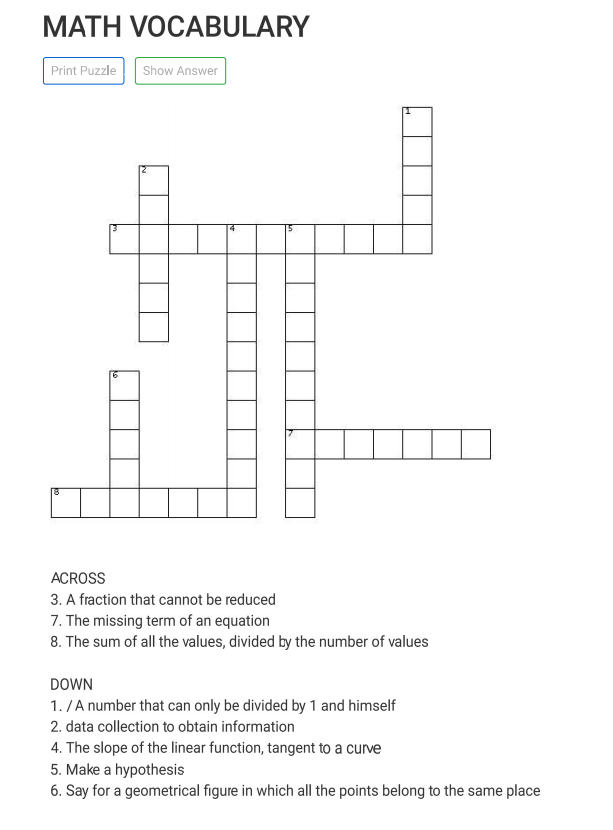 MATH VOCABULARY
Print Puzzle Show Answer
1
2
3 4 5
6
7
8
ACROSS
3. A fraction that cannot be reduced
7. The missing term of an equation
8. The sum of all the values, divided by the number of values
DOWN
1. / A number that can only be divided by 1 and himself
2. data collection to obtain information
4. The slope of the linear function, tangent to a curve
5. Make a hypothesis
6. Say for a geometrical figure in which all the points belong to the same place